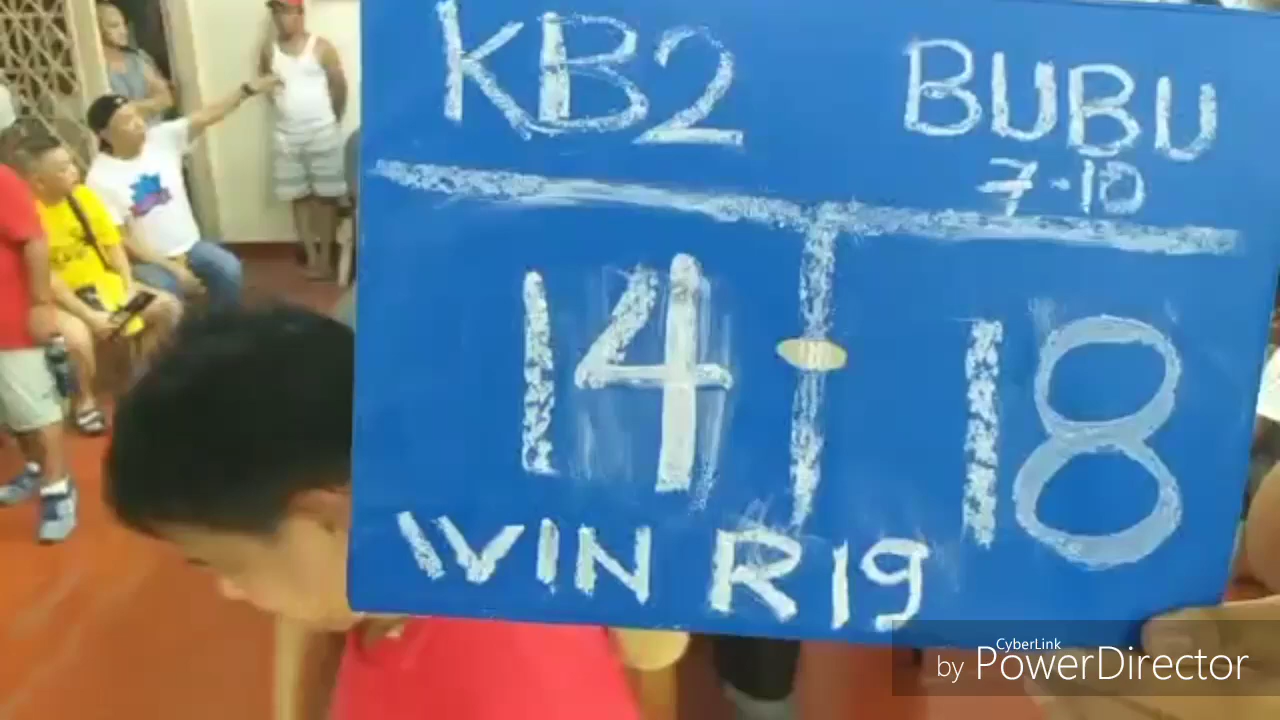 KB2 BUBU
7-10
14 18
WIN R19
CyberLink
by PowerDirector